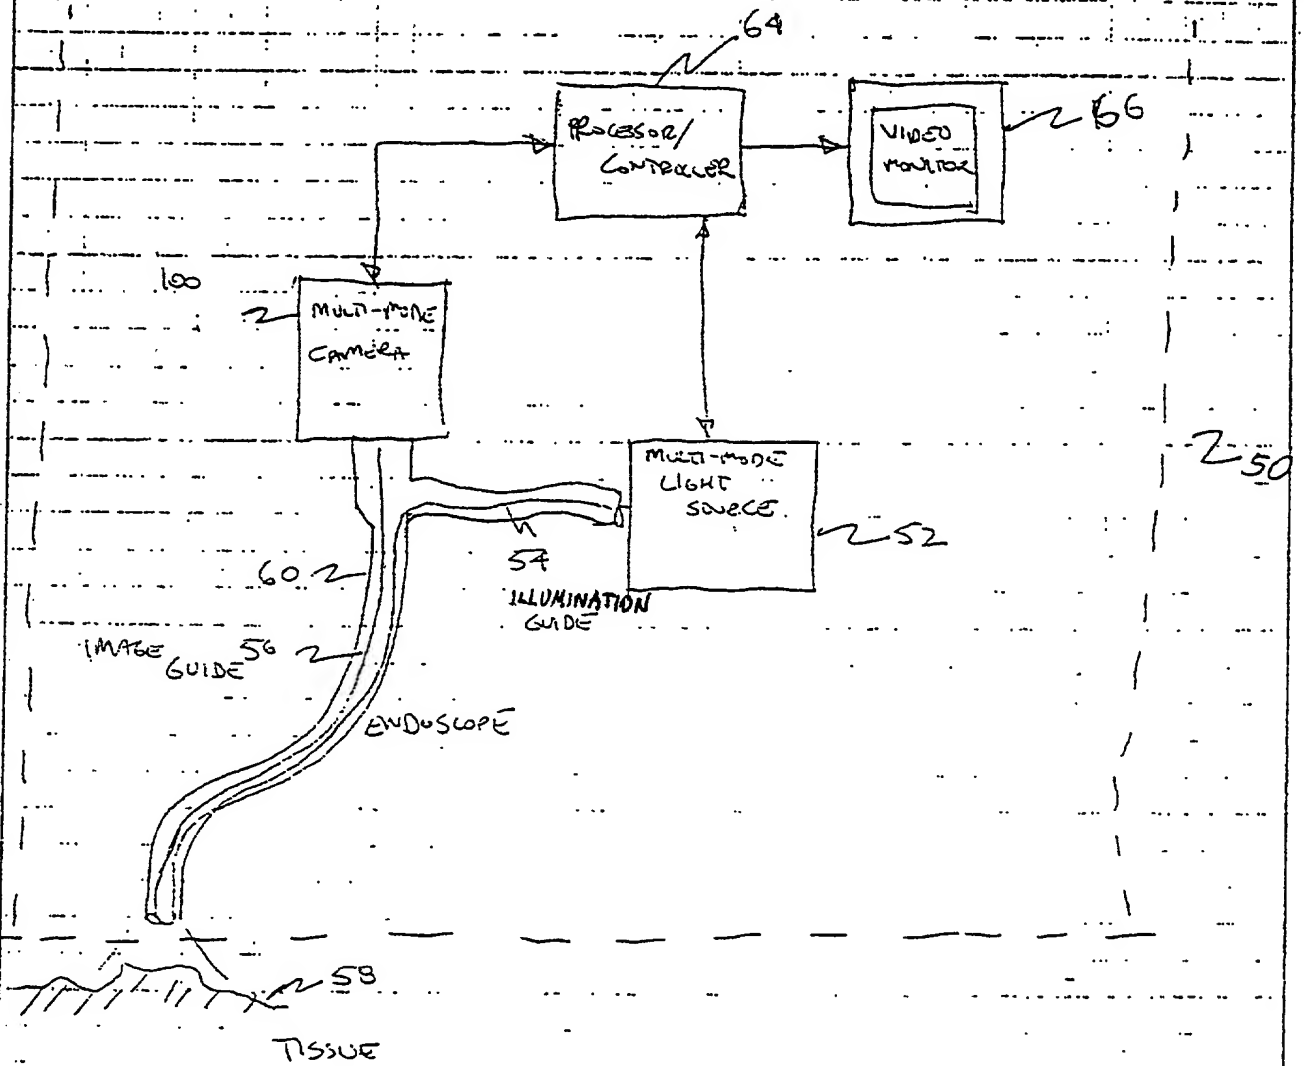 64
PROCESSOR/
CONTROLLER
VIDEO
MONITOR
66
100
MULTI-MODE
CAMERA
MULTI-MODE
LIGHT
SOURCE
50
52
60
54
ILLUMINATION
GUIDE
IMAGE
GUIDE 56
ENDOSCOPE
58
TISSUE